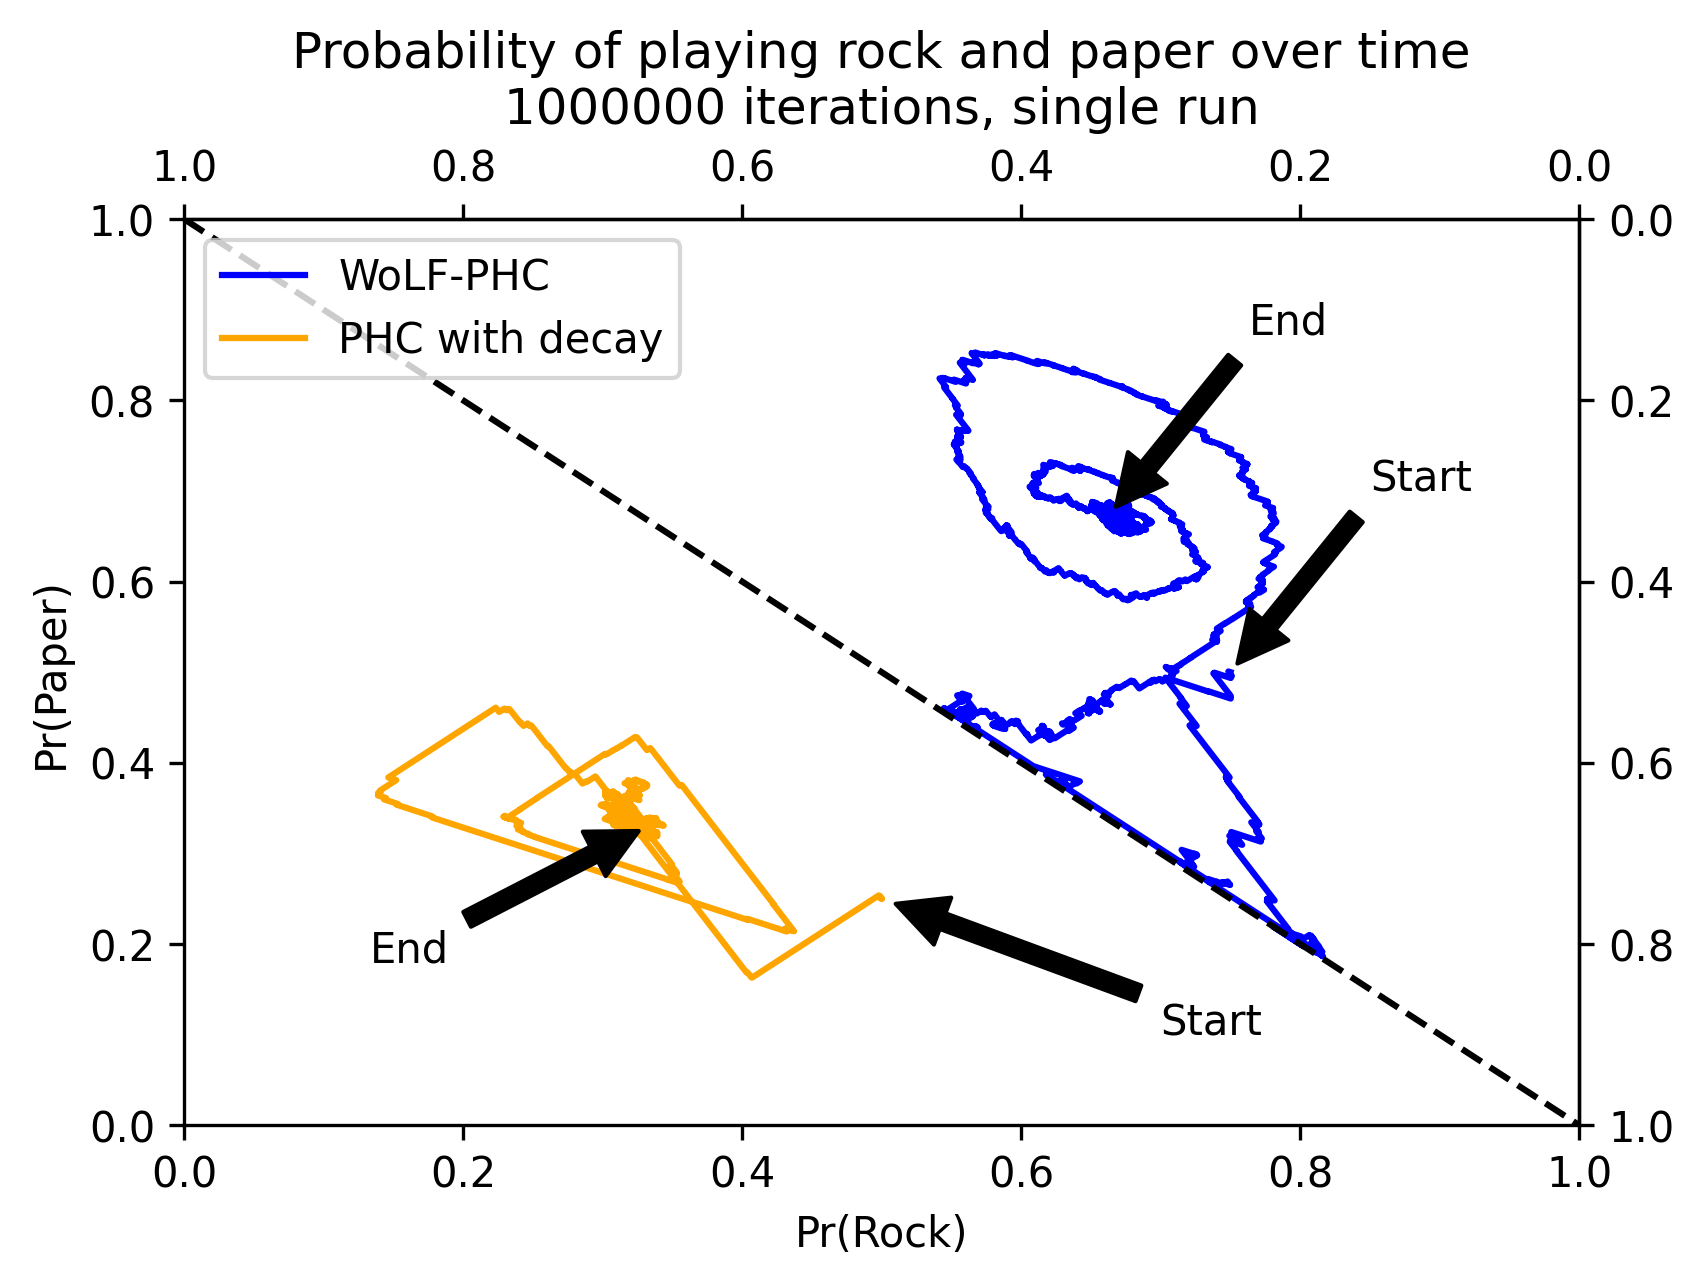 Probability of playing rock and paper over time
1000000 iterations, single run
1.0 0.8 0.6 0.4 0.2 0.0
1.0 0.0
WoLF-PHC
PHC with decay
End
0.8 0.2
Start
0.6 0.4
Pr(Paper)
0.4 0.6
0.2 0.8
End
Start
0.0 1.0
0.0 0.2 0.4 0.6 0.8 1.0
Pr(Rock)